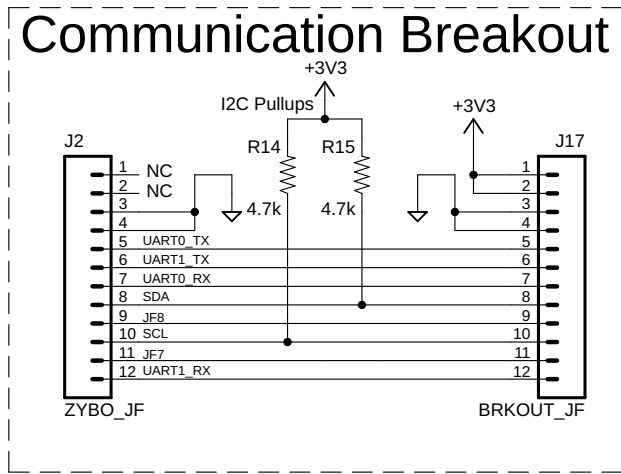 Communication Breakout
+3V3
I2C Pullups
+3V3
J2
R14
R15
J17
1 NC
1
2 NC
2
3
3
4.7k
4.7k
4
4
5 UART0_TX
5
6 UART1_TX
6
7 UART0_RX
7
8 SDA
8
9 JF8
9
10 SCL
10
11 JF7
11
12 UART1_RX
12
ZYBO_JF
BRKOUT_JF